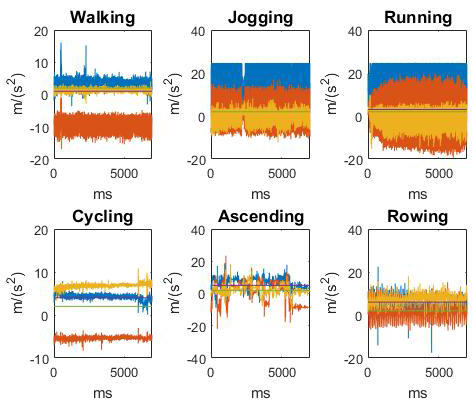 Walking Jogging Running
20 40 40
10 20 20
0 0 0
-10
-20 -20 -20
m/(s²) m/(s²) m/(s²)
0 5000 0 5000 0 5000
ms ms ms
Cycling Ascending Rowing
20 40 40
10 20 20
0 0 0
-20
-10 -40 -20
m/(s²) m/(s²) m/(s²)
0 5000 0 5000 0 5000
ms ms ms